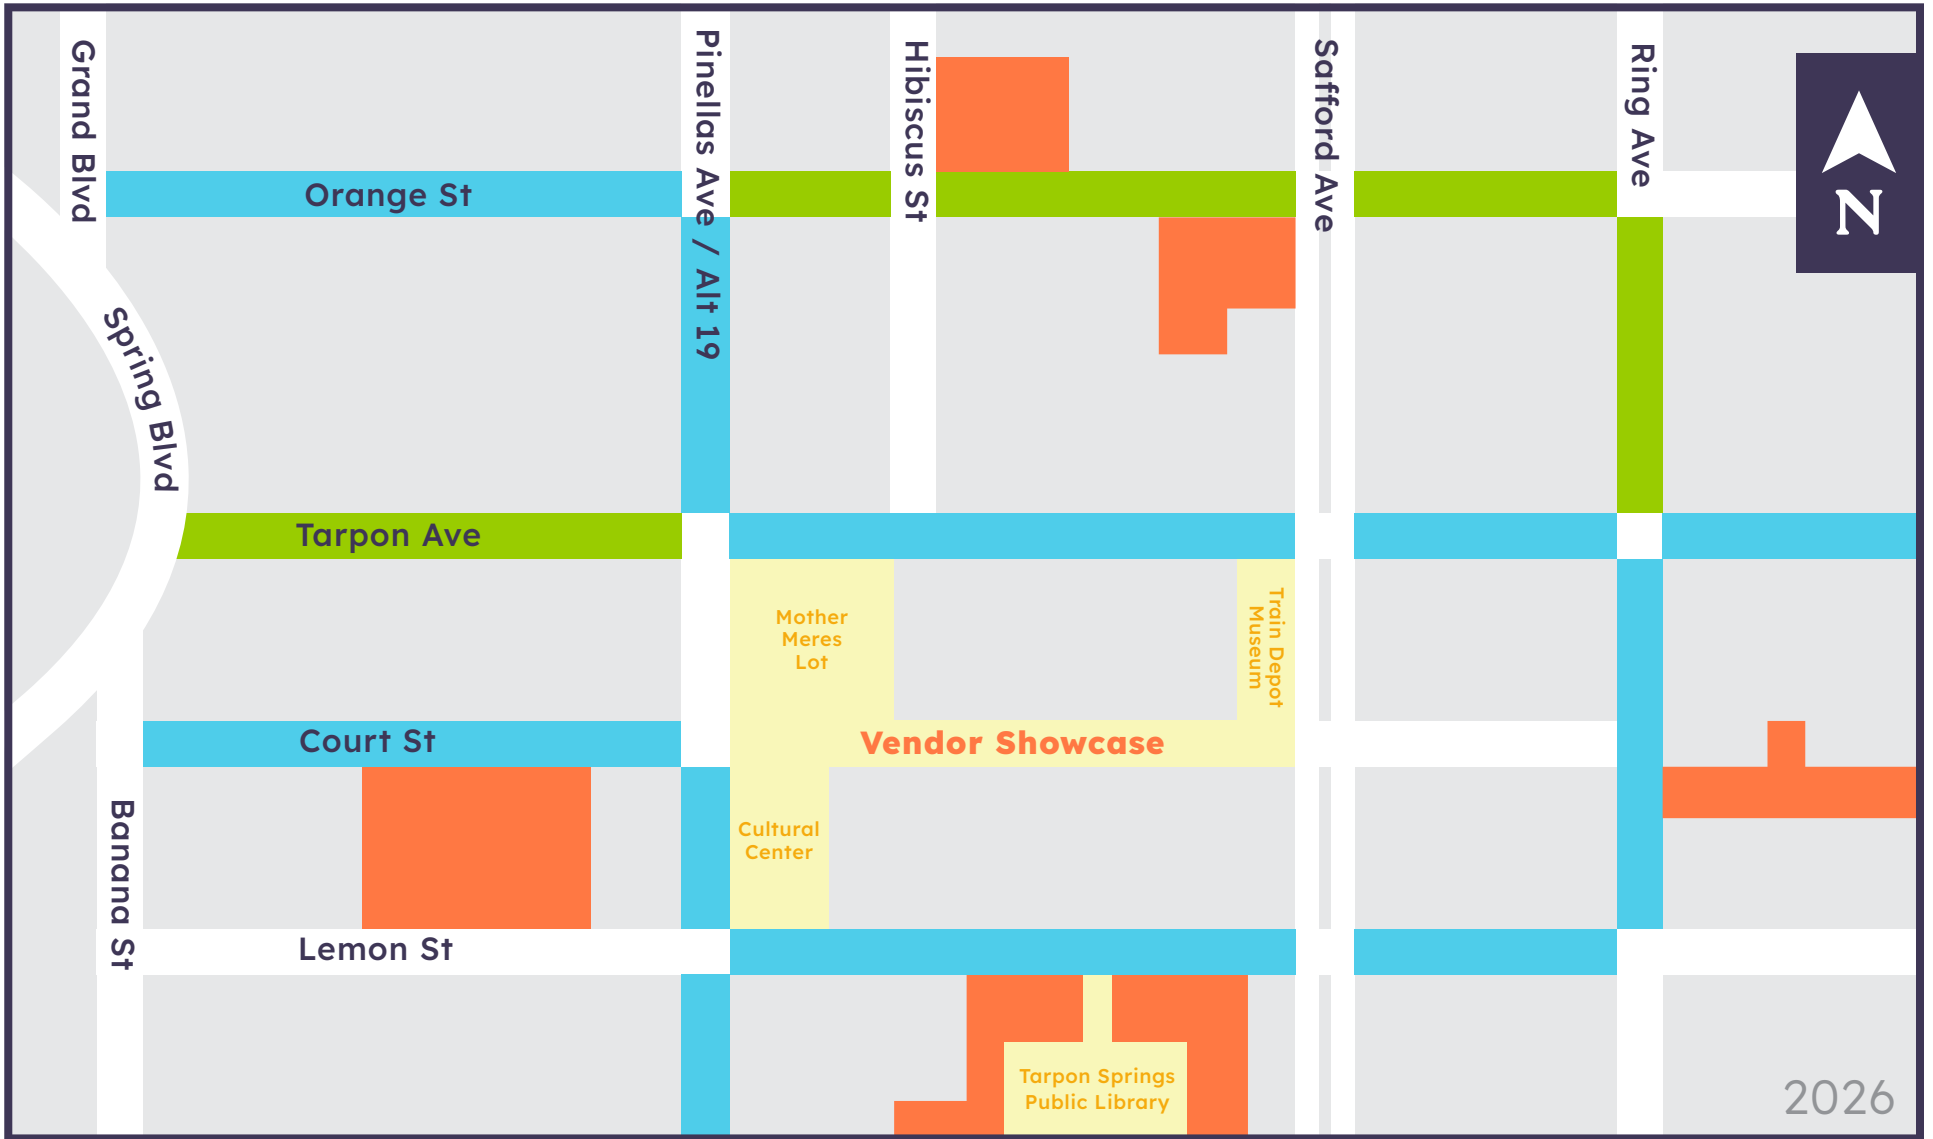 Grand Blvd
Pinellas Ave / Alt 19
Hibiscus St
Safford Ave
Ring Ave
N
Orange St
Spring Blvd
Tarpon Ave
Mother
Meres
Lot
Train Depot
Museum
Court St
Vendor Showcase
Banana St
Cultural
Center
Lemon St
Tarpon Springs
Public Library
2026